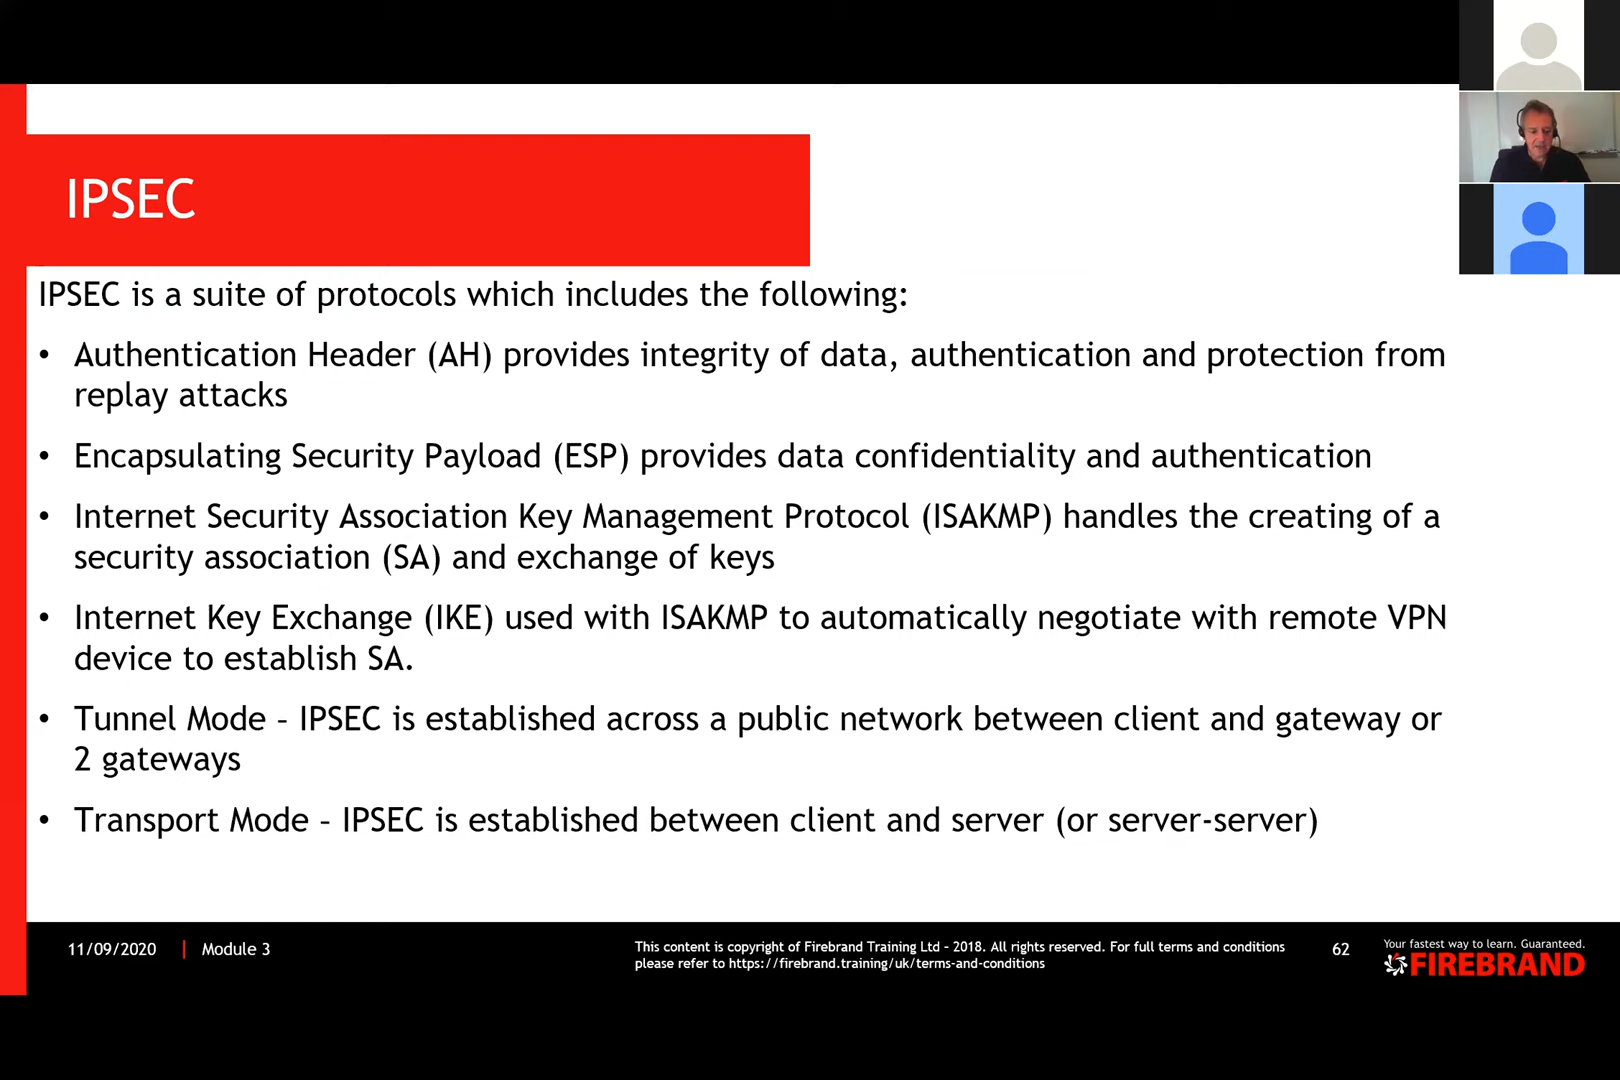 IPSEC
IPSEC is a suite of protocols which includes the following:
• Authentication Header (AH) provides integrity of data, authentication and protection from
replay attacks
• Encapsulating Security Payload (ESP) provides data confidentiality and authentication
• Internet Security Association Key Management Protocol (ISAKMP) handles the creating of a
security association (SA) and exchange of keys
• Internet Key Exchange (IKE) used with ISAKMP to automatically negotiate with remote VPN
device to establish SA.
• Tunnel Mode – IPSEC is established across a public network between client and gateway or
2 gateways
• Transport Mode – IPSEC is established between client and server (or server-server)
11/09/2020 | Module 3
This content is copyright of Firebrand Training Ltd – 2018. All rights reserved. For full terms and conditions
please refer to https://firebrand.training/uk/terms-and-conditions
62
Your fastest way to learn. Guaranteed.
FIREBRAND